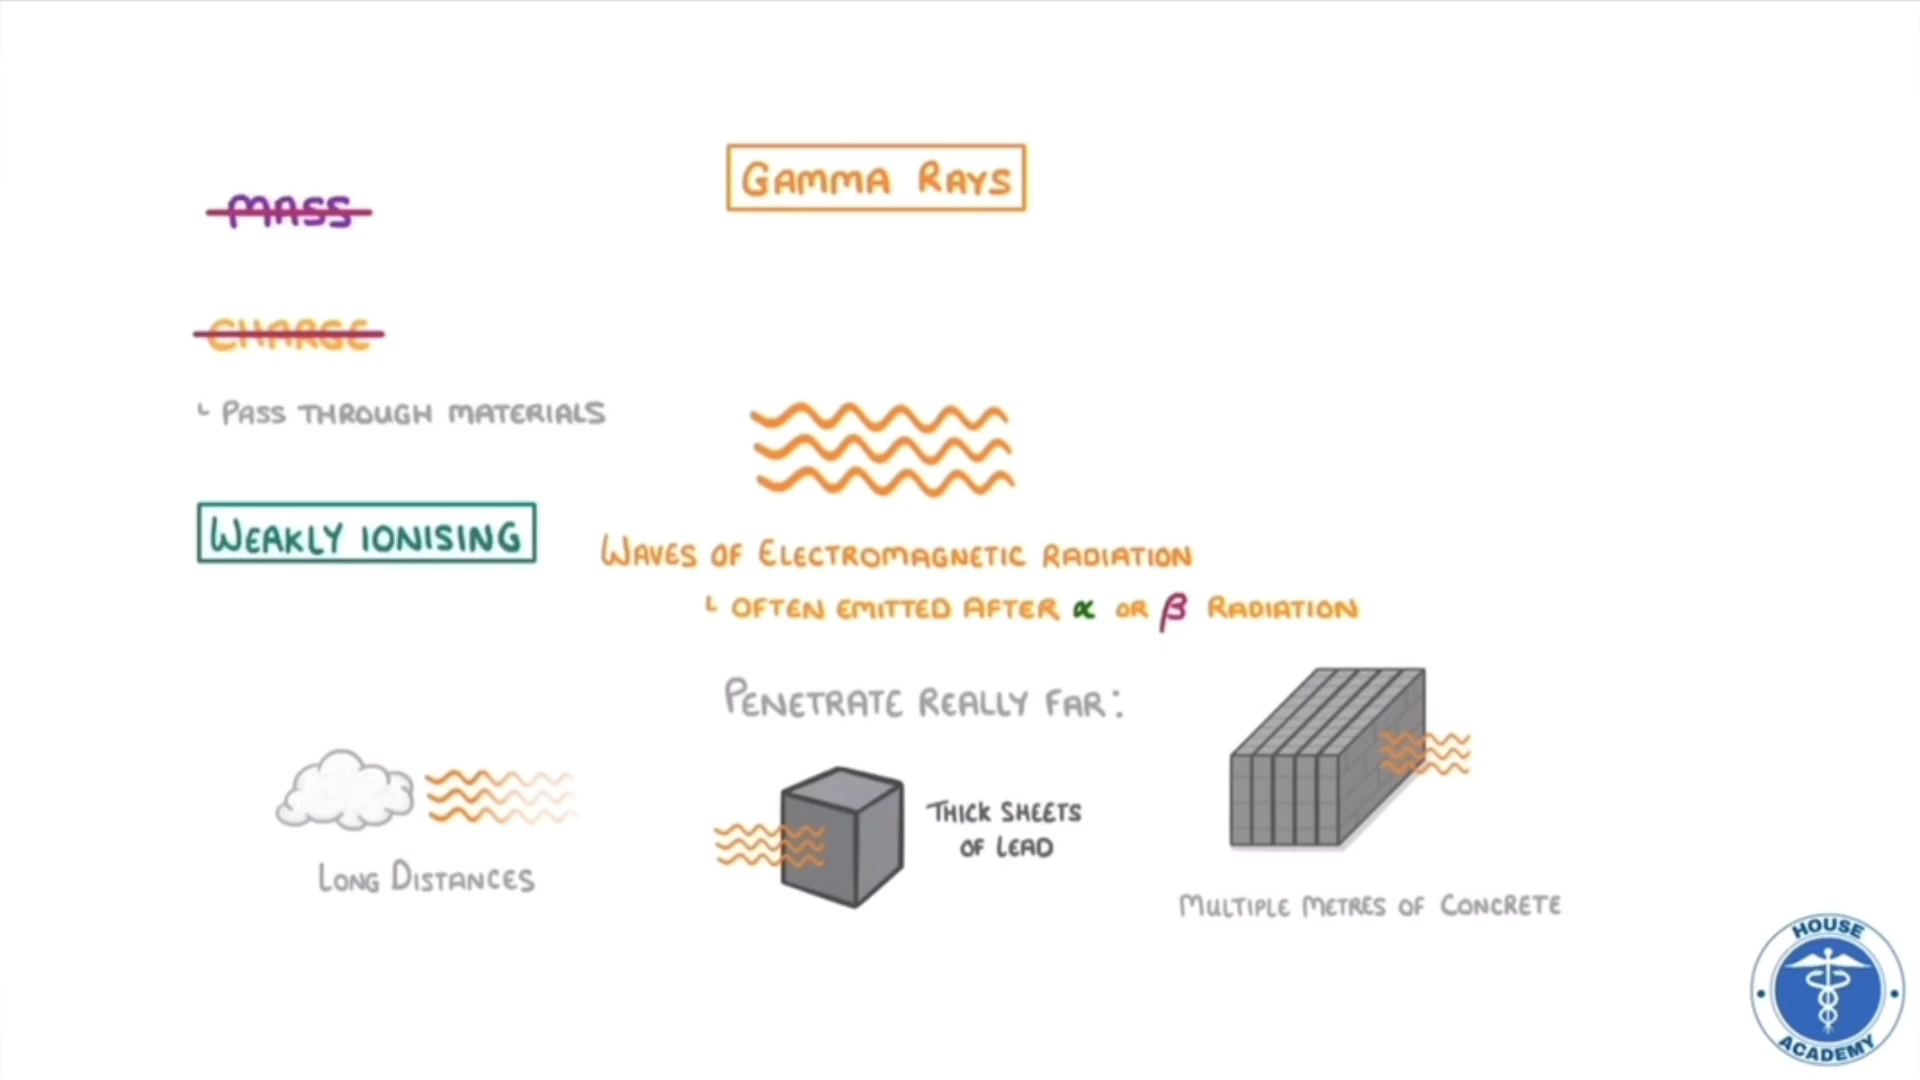 GAMMA RAYS
MASS
CHARGE
└ PASS THROUGH MATERIALS
WEAKLY IONISING
WAVES OF ELECTROMAGNETIC RADIATION
└ OFTEN EMITTED AFTER α OR β RADIATION
PENETRATE REALLY FAR:
LONG DISTANCES
THICK SHEETS
OF LEAD
MULTIPLE METRES OF CONCRETE
HOUSE
ACADEMY